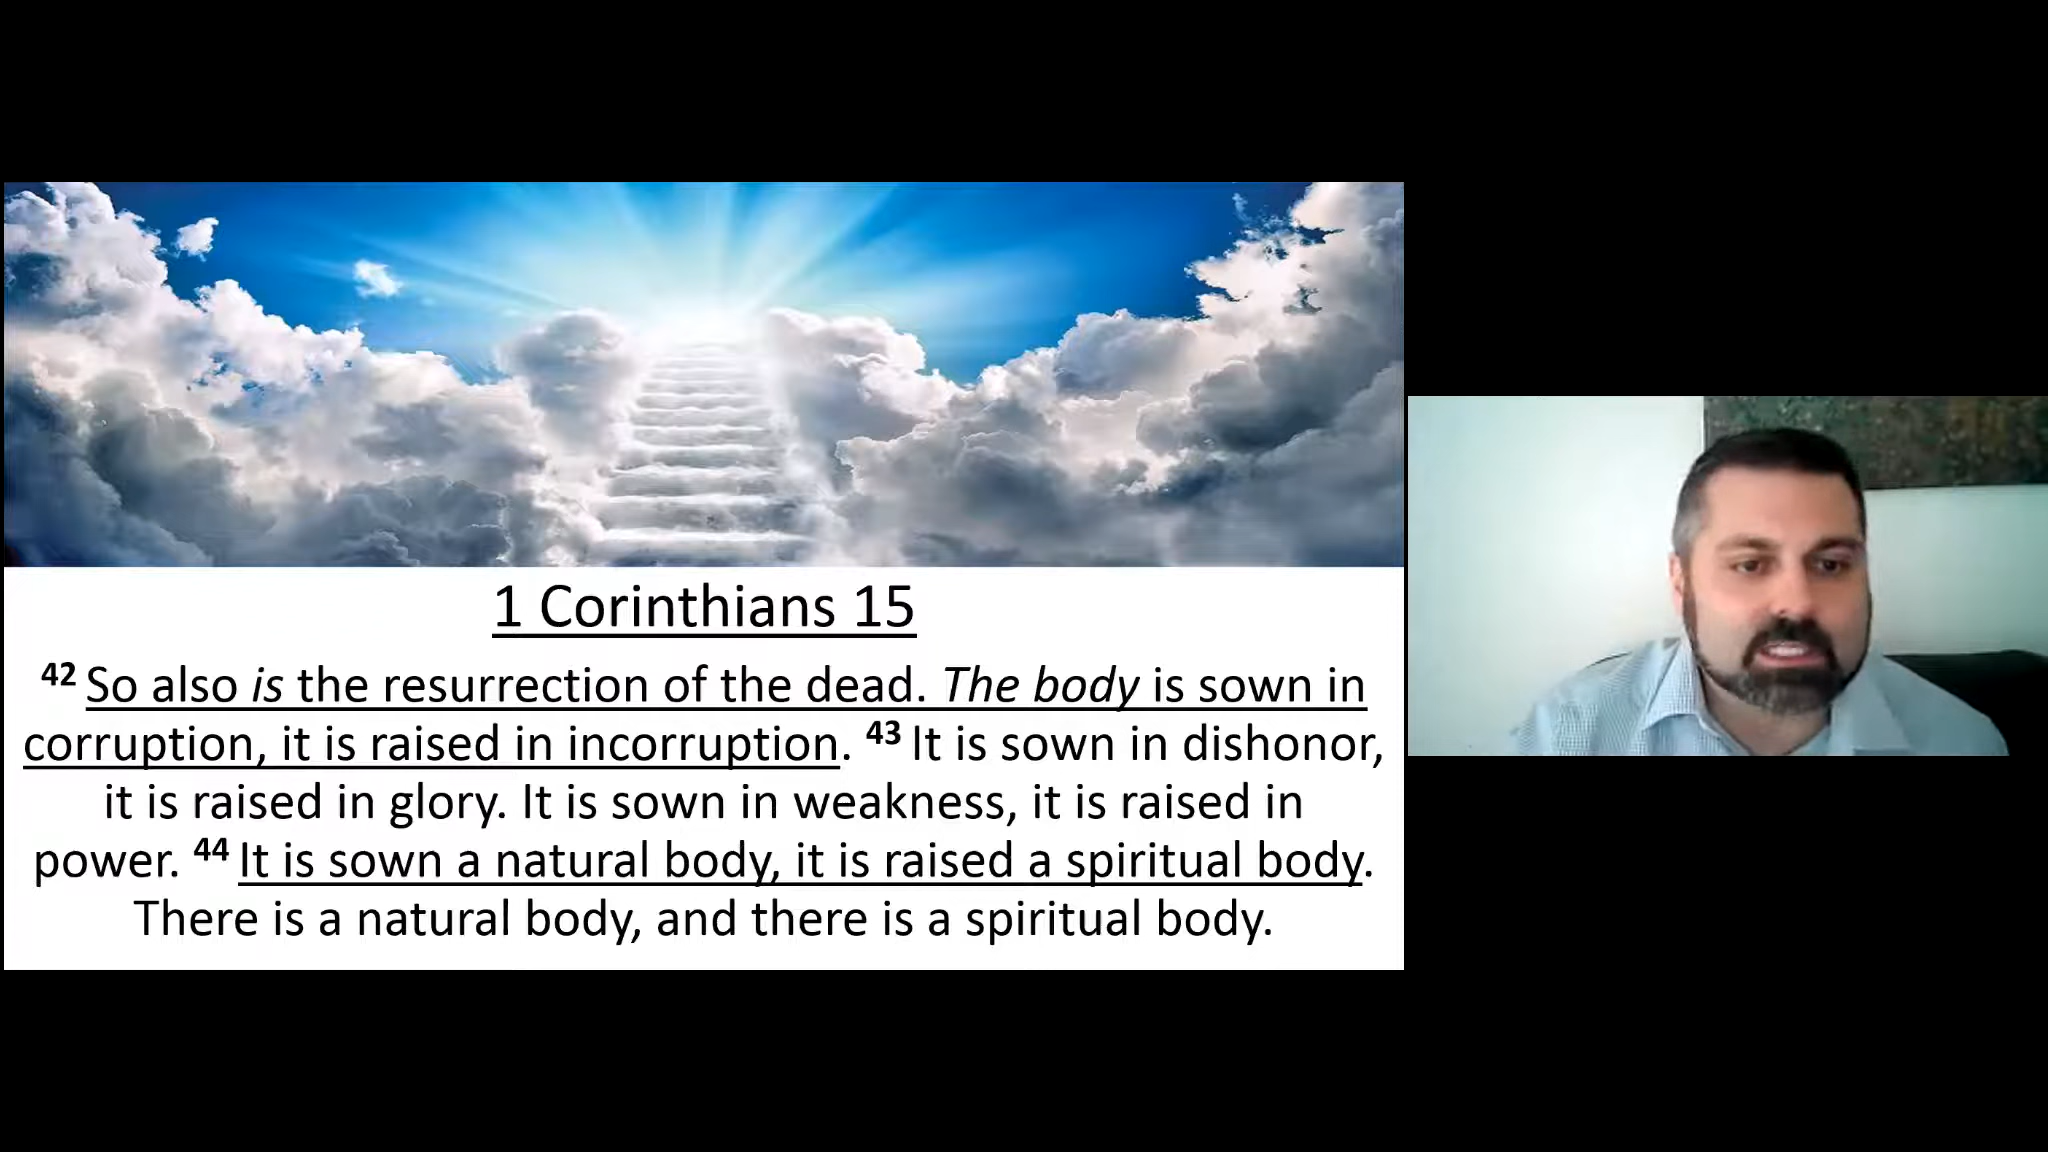 1 Corinthians 15
42 So also is the resurrection of the dead. The body is sown in
corruption, it is raised in incorruption. 43 It is sown in dishonor,
it is raised in glory. It is sown in weakness, it is raised in
power. 44 It is sown a natural body, it is raised a spiritual body.
There is a natural body, and there is a spiritual body.